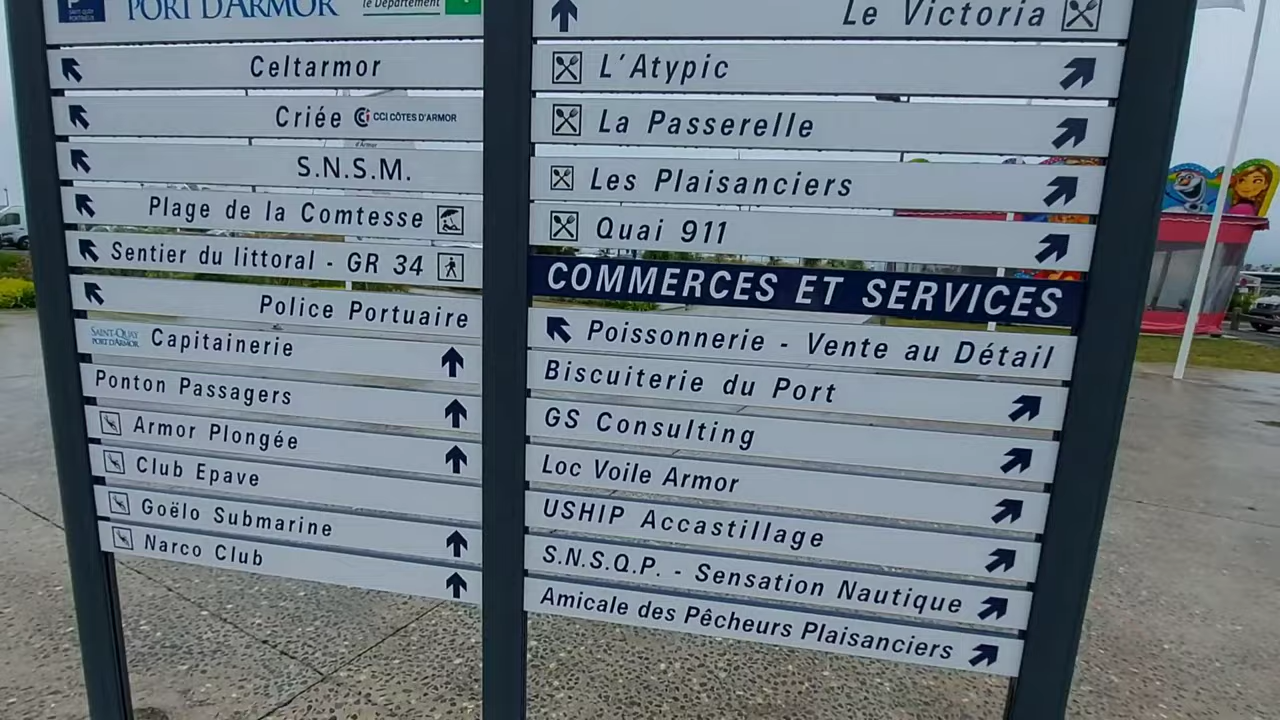 P
SAINT-QUAY
PORTRIEUX
PORT D'ARMOR
le Département
Celtarmor
Criée CCI CÔTES D'ARMOR
S.N.S.M.
Plage de la Comtesse
Sentier du littoral - GR 34
Police Portuaire
SAINT-QUAY
PORT D'ARMOR
Capitainerie
Ponton Passagers
Armor Plongée
Club Epave
Goëlo Submarine
Narco Club
Le Victoria
L'Atypic
La Passerelle
Les Plaisanciers
Quai 911
COMMERCES ET SERVICES
Poissonnerie - Vente au Détail
Biscuiterie du Port
GS Consulting
Loc Voile Armor
USHIP Accastillage
S.N.S.Q.P. - Sensation Nautique
Amicale des Pêcheurs Plaisanciers